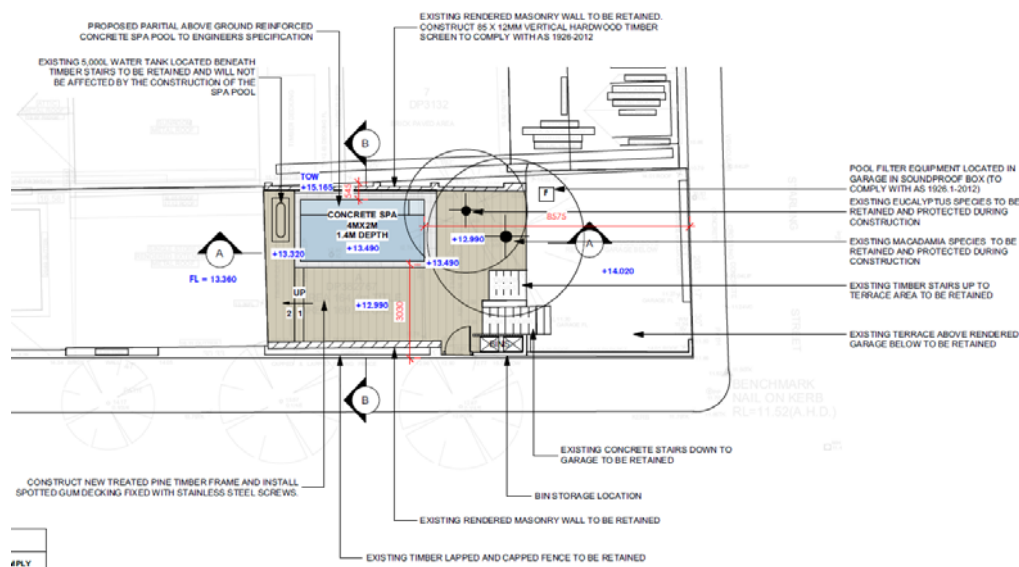 EXISTING RENDERED MASONRY WALL TO BE RETAINED.
CONSTRUCT 85 X 12MM VERTICAL HARDWOOD TIMBER
SCREEN TO COMPLY WITH AS 1926-2012
PROPOSED PARITIAL ABOVE GROUND REINFORCED
CONCRETE SPA POOL TO ENGINEERS SPECIFICATION
EXISTING 5,000L WATER TANK LOCATED BENEATH
TIMBER STAIRS TO BE RETAINED AND WILL NOT
BE AFFECTED BY THE CONSTRUCTION OF THE
SPA POOL
7
DP3132
B
TOW
+15.165
545
F
POOL FILTER EQUIPMENT LOCATED IN
GARAGE IN SOUNDPROOF BOX (TO
COMPLY WITH AS 1926.1-2012)
EXISTING EUCALYPTUS SPECIES TO BE
RETAINED AND PROTECTED DURING
CONSTRUCTION
CONCRETE SPA
4MX2M
1.4M DEPTH
+13.490
8575
+12.990
A
A
+13.320
FL = 13.360
+13.490
+14.020
EXISTING MACADAMIA SPECIES TO BE
RETAINED AND PROTECTED DURING
CONSTRUCTION
EXISTING TIMBER STAIRS UP TO
TERRACE AREA TO BE RETAINED
UP
2 1
+12.990
3000
BINS
STREET
EXISTING TERRACE ABOVE RENDERED
GARAGE BELOW TO BE RETAINED
BENCHMARK
NAIL ON KERB
RL=11.52(A.H.D.)
B
EXISTING CONCRETE STAIRS DOWN TO
GARAGE TO BE RETAINED
CONSTRUCT NEW TREATED PINE TIMBER FRAME AND INSTALL
SPOTTED GUM DECKING FIXED WITH STAINLESS STEEL SCREWS.
BIN STORAGE LOCATION
EXISTING RENDERED MASONRY WALL TO BE RETAINED
EXISTING TIMBER LAPPED AND CAPPED FENCE TO BE RETAINED
MPLY